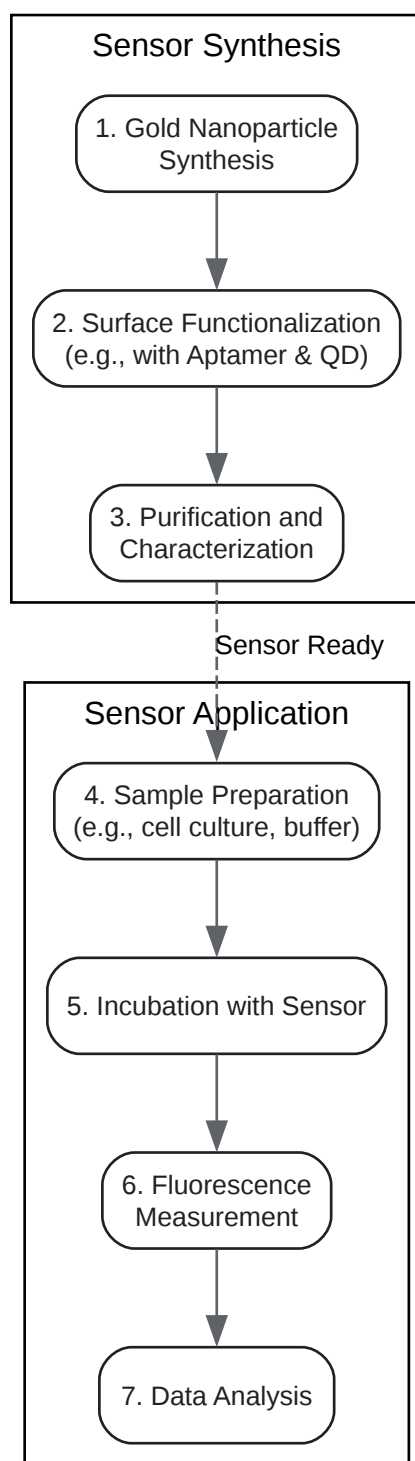 Sensor Synthesis
1. Gold Nanoparticle
Synthesis
2. Surface Functionalization
(e.g., with Aptamer & QD)
3. Purification and
Characterization
Sensor Ready
Sensor Application
4. Sample Preparation
(e.g., cell culture, buffer)
5. Incubation with Sensor
6. Fluorescence
Measurement
7. Data Analysis